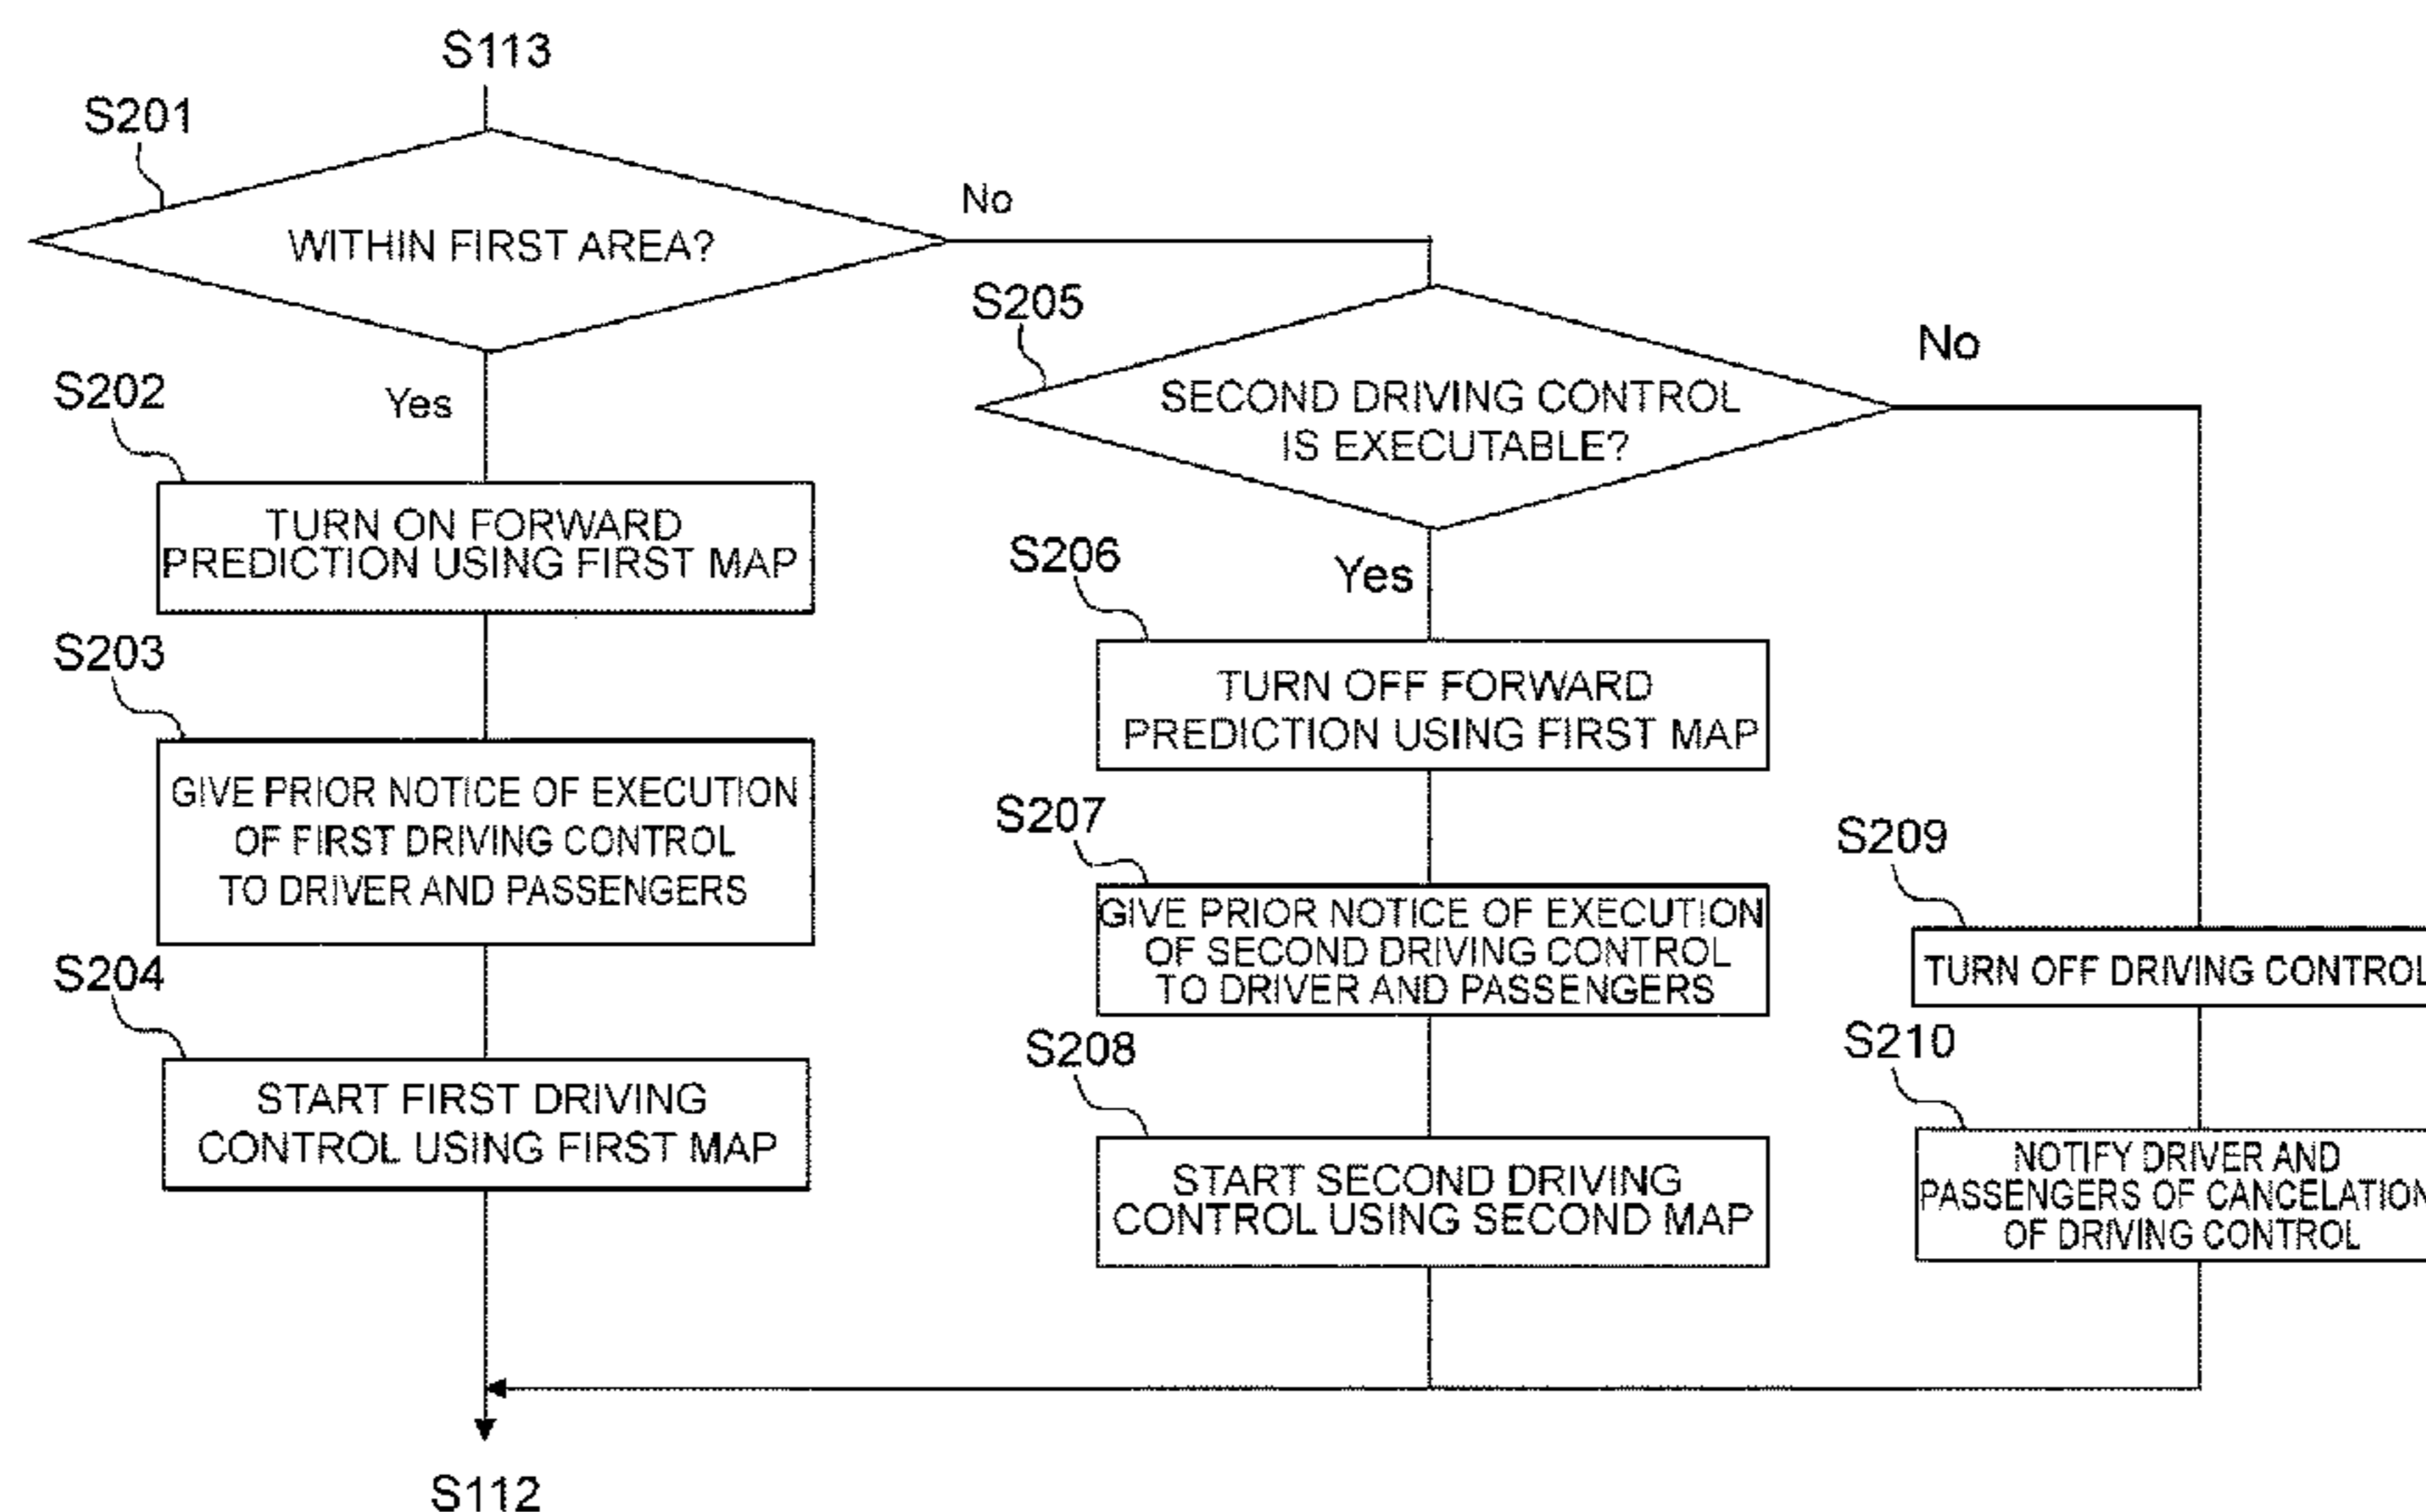 S113
S201
WITHIN FIRST AREA?
No
Yes
S202
TURN ON FORWARD
PREDICTION USING FIRST MAP
S203
GIVE PRIOR NOTICE OF EXECUTION
OF FIRST DRIVING CONTROL
TO DRIVER AND PASSENGERS
S204
START FIRST DRIVING
CONTROL USING FIRST MAP
S205
SECOND DRIVING CONTROL
IS EXECUTABLE?
No
Yes
S206
TURN OFF FORWARD
PREDICTION USING FIRST MAP
S207
GIVE PRIOR NOTICE OF EXECUTION
OF SECOND DRIVING CONTROL
TO DRIVER AND PASSENGERS
S208
START SECOND DRIVING
CONTROL USING SECOND MAP
S209
TURN OFF DRIVING CONTROL
S210
NOTIFY DRIVER AND
PASSENGERS OF CANCELATION
OF DRIVING CONTROL
S112